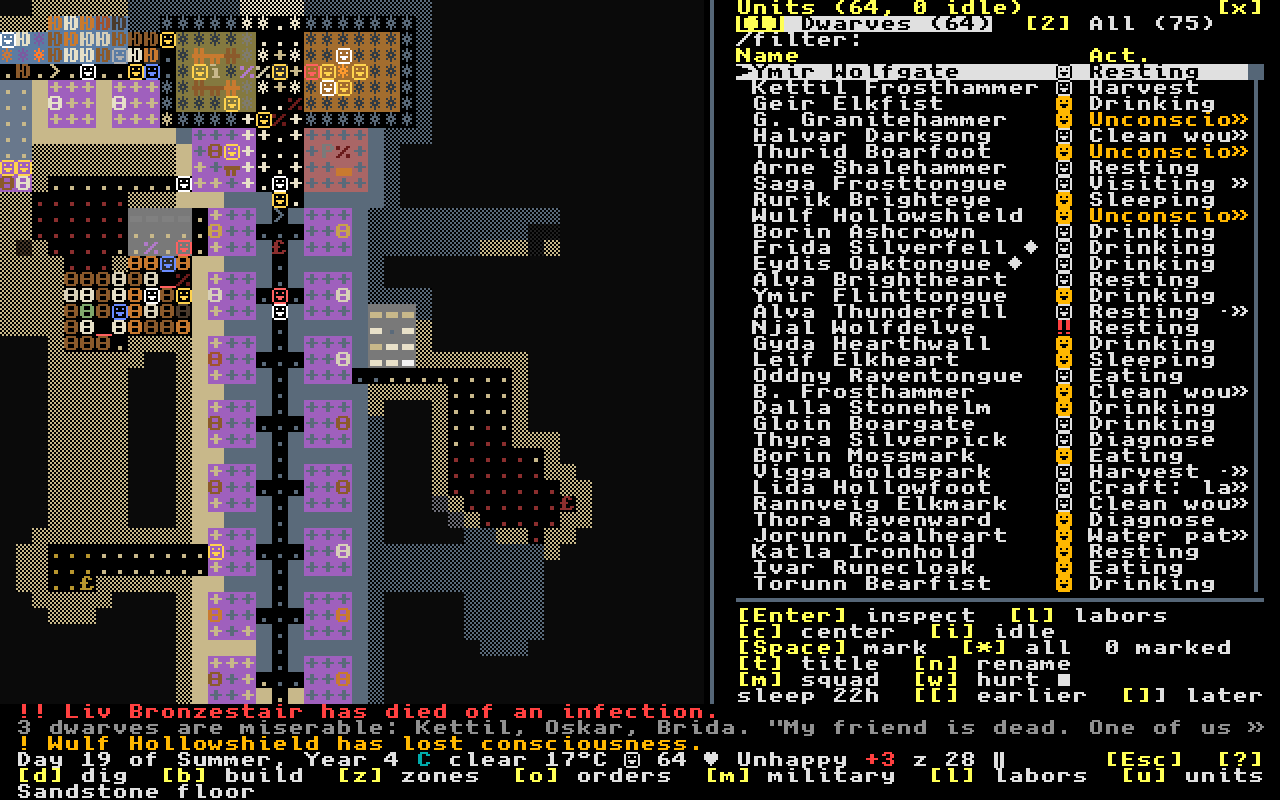 Units (64, 0 idle) [x]
[1] Dwarves (64) [2] All (75)
/filter:
Name Act.
Ymir Wolfgate Resting
Kettil Frosthammer Harvest
Geir Elkfist Drinking
G. Granitehammer Unconscio»
Halvar Darksong Clean wou»
Thurid Boarfoot Unconscio»
Arne Shalehammer Resting
Saga Frosttongue Visiting »
Rurik Brighteye Sleeping
Wulf Hollowshield Unconscio»
Borin Ashcrown Drinking
Frida Silverfell ◆ Drinking
Eydis Oaktongue ◆ Drinking
Alva Brightheart Resting
Ymir Flinttongue Drinking
Alva Thunderfell Resting ·»
Njal Wolfdelve !! Resting
Gyda Hearthwall Drinking
Leif Elkheart Sleeping
Oddny Raventongue Eating
B. Frosthammer Clean wou»
Dalla Stonehelm Drinking
Gloin Boargate Drinking
Thyra Silverpick Diagnose
Borin Mossmark Eating
Vigga Goldspark Harvest ·»
Lida Hollowfoot Craft: la»
Rannveig Elkmark Clean wou»
Thora Ravenward Diagnose
Jorunn Coalheart Water pat»
Katla Ironhold Resting
Ivar Runecloak Eating
Torunn Bearfist Drinking
[Enter] inspect [l] labors
[c] center [i] idle
[Space] mark [*] all 0 marked
[t] title [n] rename
[m] squad [w] hurt
sleep 22h [[] earlier []] later
!! Liv Bronzestair has died of an infection.
3 dwarves are miserable: Kettil, Oskar, Brida. "My friend is dead. One of us »
! Wulf Hollowshield has lost consciousness.
Day 19 of Summer, Year 4 C clear 17°C ☺ 64 ♥ Unhappy +3 z 28 ‖ [Esc] [?]
[d] dig [b] build [z] zones [o] orders [m] military [l] labors [u] units
Sandstone floor